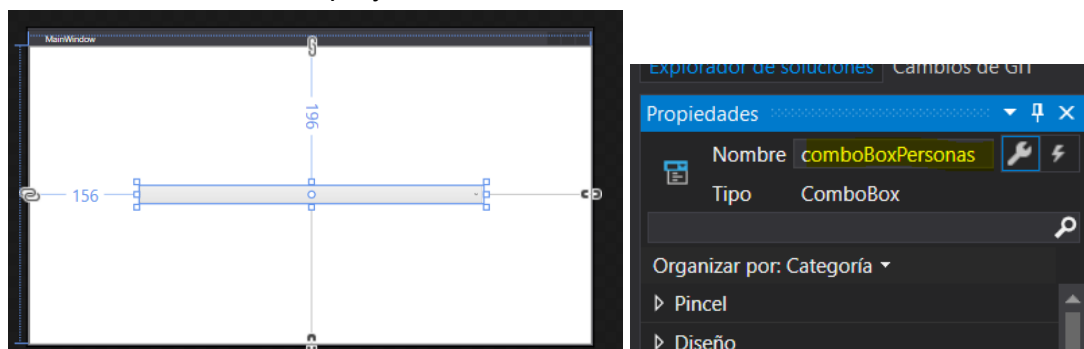 MainWindow
196
156
Explorador de soluciones Cambios de GIT
Propiedades
Nombre comboBoxPersonas
Tipo ComboBox
Organizar por: Categoría
Pincel
Diseño